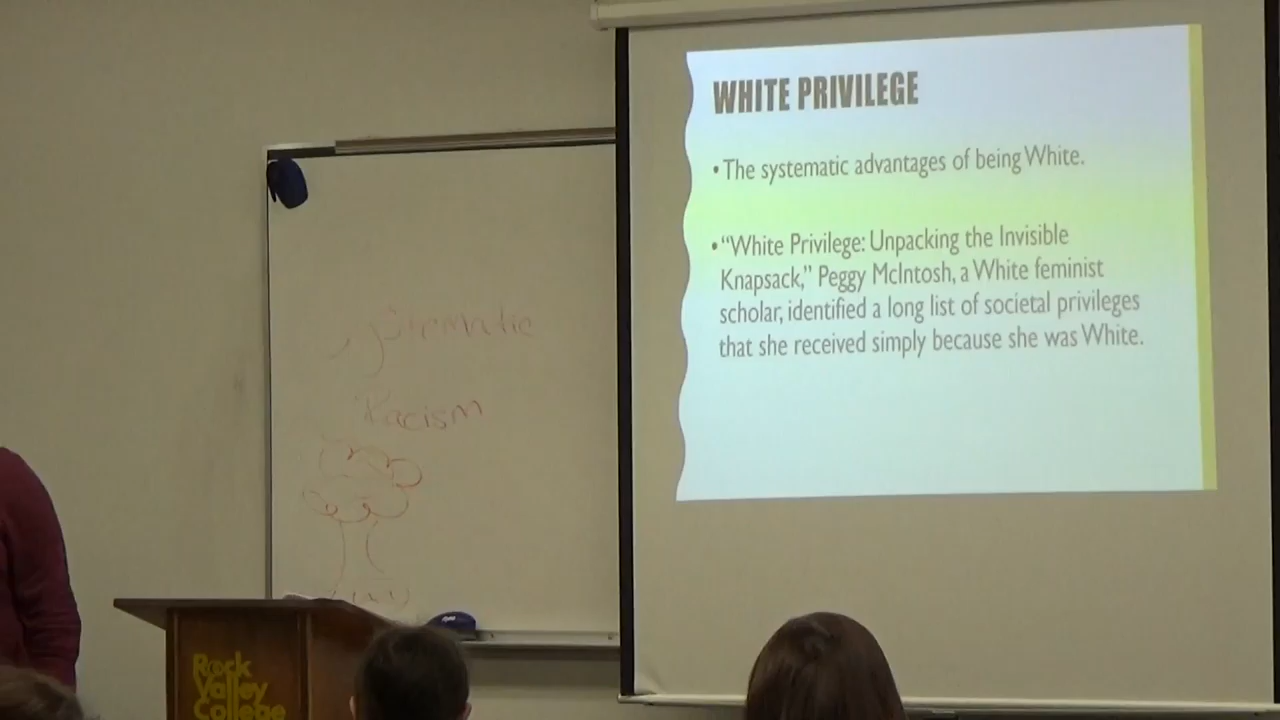 WHITE PRIVILEGE
•The systematic advantages of being White.
•“White Privilege: Unpacking the Invisible
Knapsack,” Peggy McIntosh, a White feminist
scholar, identified a long list of societal privileges
that she received simply because she was White.
Racism
Rock
Valley
College